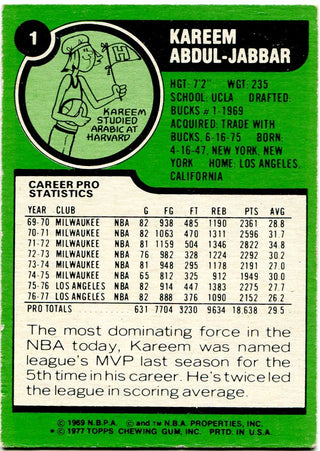 1
KAREEM
ABDUL-JABBAR
H
KAREEM
STUDIED
ARABIC AT
HARVARD
HGT: 7'2" WGT: 235
SCHOOL: UCLA DRAFTED:
BUCKS #1-1969
ACQUIRED: TRADE WITH
BUCKS, 6-16-75 BORN:
4-16-47, NEW YORK, NEW
YORK HOME: LOS ANGELES,
CALIFORNIA
CAREER PRO
STATISTICS
YEAR CLUB G FG FT REB PTS AVG
69-70 MILWAUKEE NBA 82 938 485 1190 2361 28.8
70-71 MILWAUKEE NBA 82 1063 470 1311 2596 31.7
71-72 MILWAUKEE NBA 81 1159 504 1346 2822 34.8
72-73 MILWAUKEE NBA 76 982 328 1224 2292 30.2
73-74 MILWAUKEE NBA 81 948 295 1178 2191 27.0
74-75 MILWAUKEE NBA 65 812 325 912 1949 30.0
75-76 LOS ANGELES NBA 82 914 447 1383 2275 27.7
76-77 LOS ANGELES NBA 82 888 376 1090 2152 26.2
PRO TOTALS 631 7704 3230 9634 18,638 29.5
The most dominating force in the
NBA today, Kareem was named
league's MVP last season for the
5th time in his career. He's twice led
the league in scoring average.
© 1969 N.B.P.A. © and ™ N.B.A. PROPERTIES, INC.
* © 1977 TOPPS CHEWING GUM, INC. PRTD. IN U.S.A.